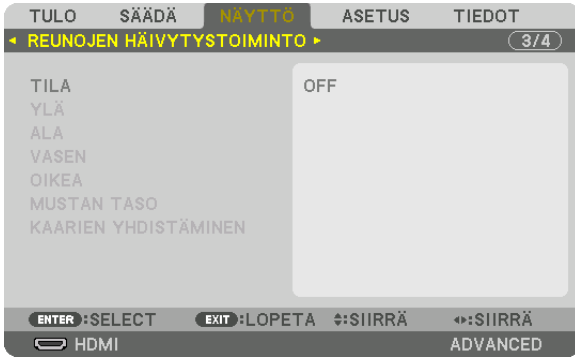 TULO SÄÄDÄ NÄYTTÖ ASETUS TIEDOT
REUNOJEN HÄIVYTYSTOIMINTO 3/4
TILA OFF
YLÄ
ALA
VASEN
OIKEA
MUSTAN TASO
KAARIEN YHDISTÄMINEN
ENTER :SELECT EXIT :LOPETA :SIIRRÄ :SIIRRÄ
HDMI ADVANCED